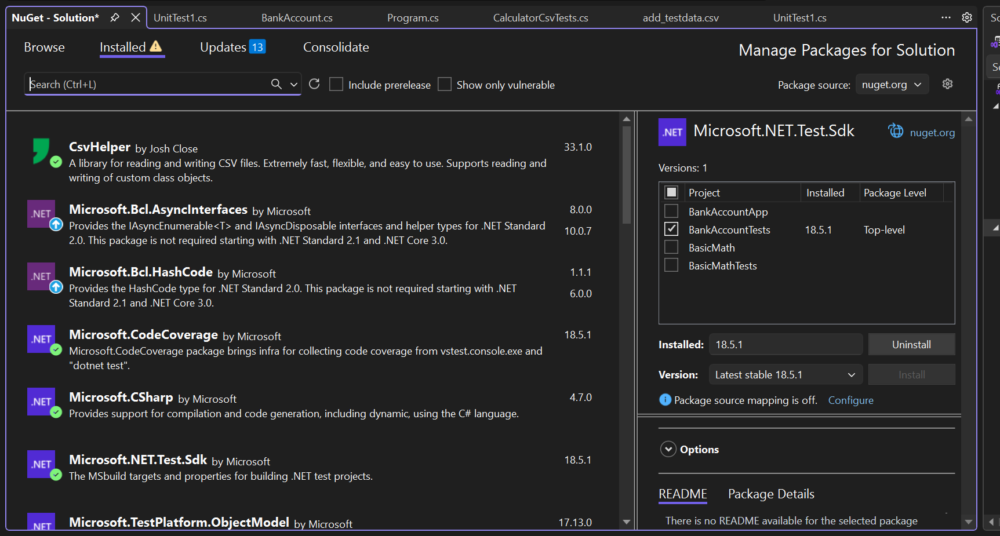 NuGet - Solution*
UnitTest1.cs
BankAccount.cs
Program.cs
CalculatorCsvTests.cs
add_testdata.csv
UnitTest1.cs
Browse
Installed
Updates 13
Consolidate
Manage Packages for Solution
Search (Ctrl+L)
Include prerelease
Show only vulnerable
Package source: nuget.org
CsvHelper by Josh Close 33.1.0
A library for reading and writing CSV files. Extremely fast, flexible, and easy to use. Supports reading and
writing of custom class objects.
.NET
Microsoft.Bcl.AsyncInterfaces by Microsoft 8.0.0
Provides the IAsyncEnumerable<T> and IAsyncDisposable interfaces and helper types for .NET Standard 10.0.7
2.0. This package is not required starting with .NET Standard 2.1 and .NET Core 3.0.
.NET
Microsoft.Bcl.HashCode by Microsoft 1.1.1
Provides the HashCode type for .NET Standard 2.0. This package is not required starting with .NET 6.0.0
Standard 2.1 and .NET Core 3.0.
.NET
Microsoft.CodeCoverage by Microsoft 18.5.1
Microsoft.CodeCoverage package brings infra for collecting code coverage from vstest.console.exe and
"dotnet test".
.NET
Microsoft.CSharp by Microsoft 4.7.0
Provides support for compilation and code generation, including dynamic, using the C# language.
.NET
Microsoft.NET.Test.Sdk by Microsoft 18.5.1
The MSbuild targets and properties for building .NET test projects.
.NET
Microsoft.TestPlatform.ObjectModel by Microsoft 17.13.0
.NET
Microsoft.NET.Test.Sdk
nuget.org
Versions: 1
Project Installed Package Level
BankAccountApp
BankAccountTests 18.5.1 Top-level
BasicMath
BasicMathTests
Installed: 18.5.1 Uninstall
Version: Latest stable 18.5.1 Install
Package source mapping is off. Configure
Options
README Package Details
There is no README available for the selected package